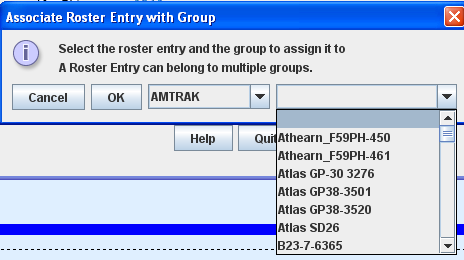 Associate Roster Entry with Group
Select the roster entry and the group to assign it to
A Roster Entry can belong to multiple groups.
Cancel OK AMTRAK
Help Quit
Athearn_F59PH-450
Athearn_F59PH-461
Atlas GP-30 3276
Atlas GP38-3501
Atlas GP38-3520
Atlas SD26
B23-7-6365